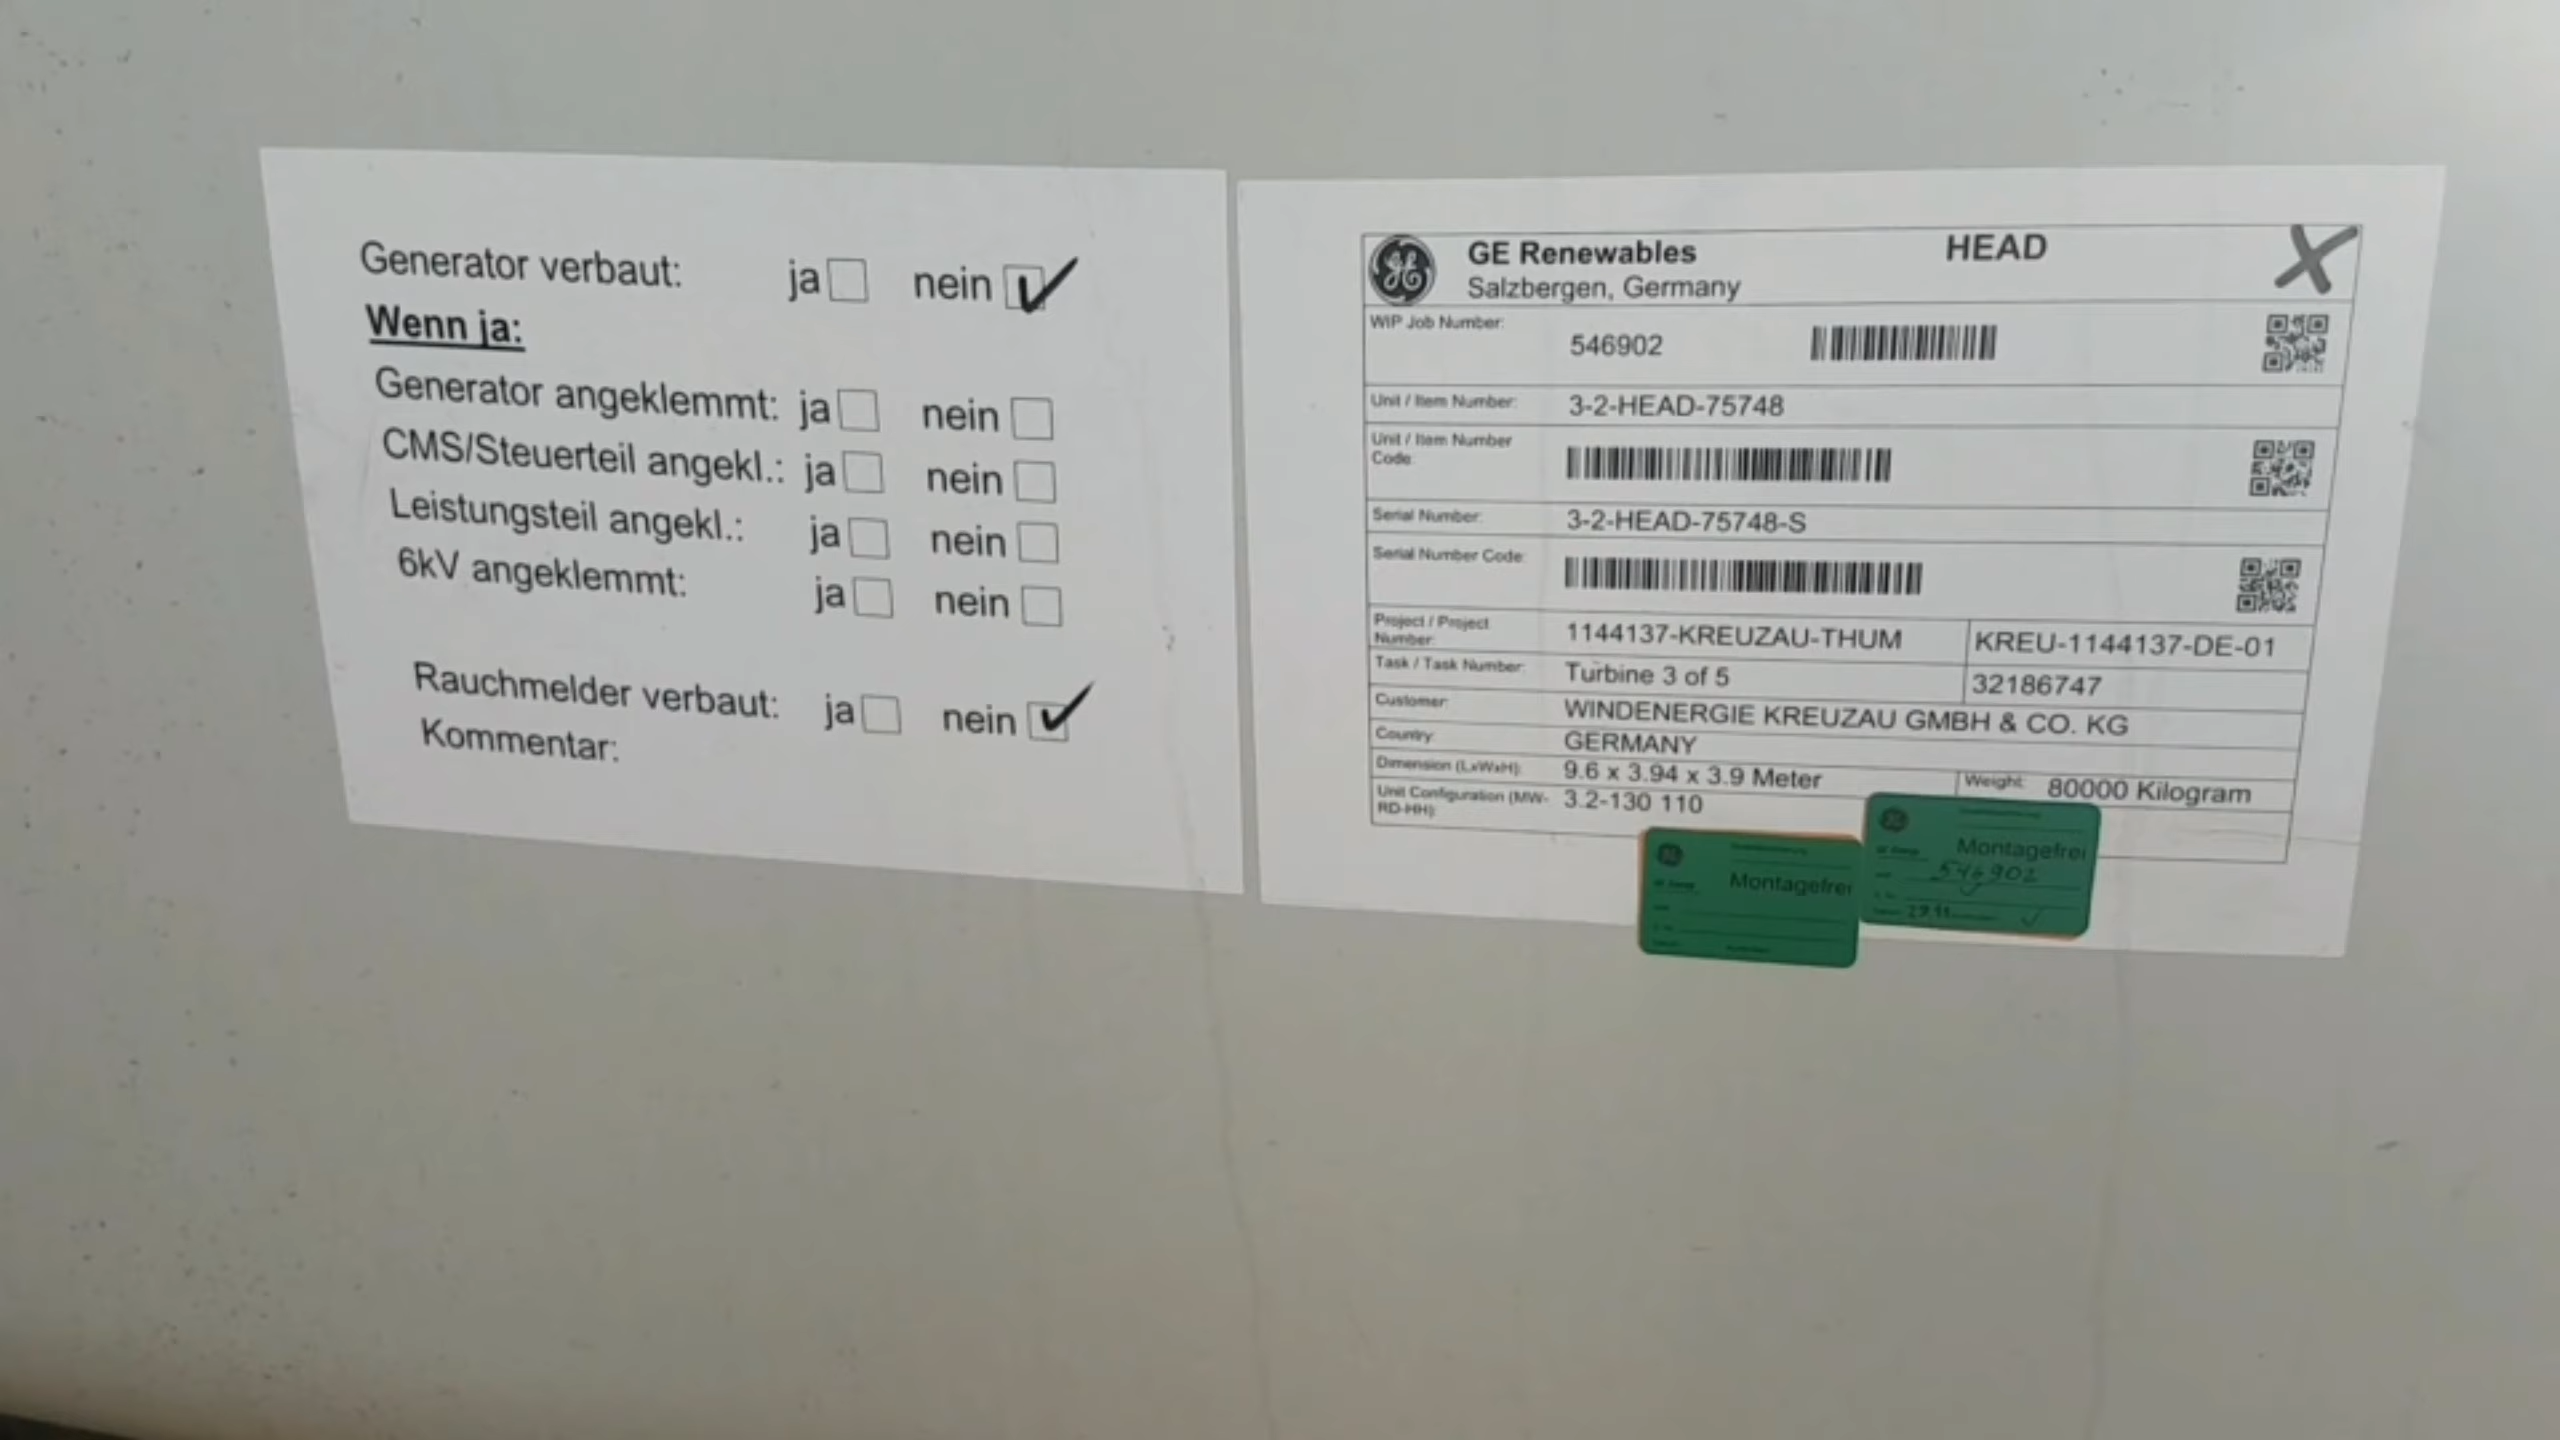 Generator verbaut: ja nein
Wenn ja:
Generator angeklemmt: ja nein
CMS/Steuerteil angekl.: ja nein
Leistungsteil angekl.: ja nein
6kV angeklemmt: ja nein
Rauchmelder verbaut: ja nein
Kommentar:
GE Renewables HEAD
Salzbergen, Germany
WIP Job Number: 546902
Unit / Item Number: 3-2-HEAD-75748
Unit / Item Number
Code:
Serial Number: 3-2-HEAD-75748-S
Serial Number Code:
Project / Project
Number: 1144137-KREUZAU-THUM KREU-1144137-DE-01
Task / Task Number: Turbine 3 of 5 32186747
Customer: WINDENERGIE KREUZAU GMBH & CO. KG
Country: GERMANY
Dimension (LxWxH): 9.6 x 3.94 x 3.9 Meter Weight: 80000 Kilogram
Unit Configuration (MW-
RD-HH): 3.2-130 110
Montagefrei
Montagefrei
546902